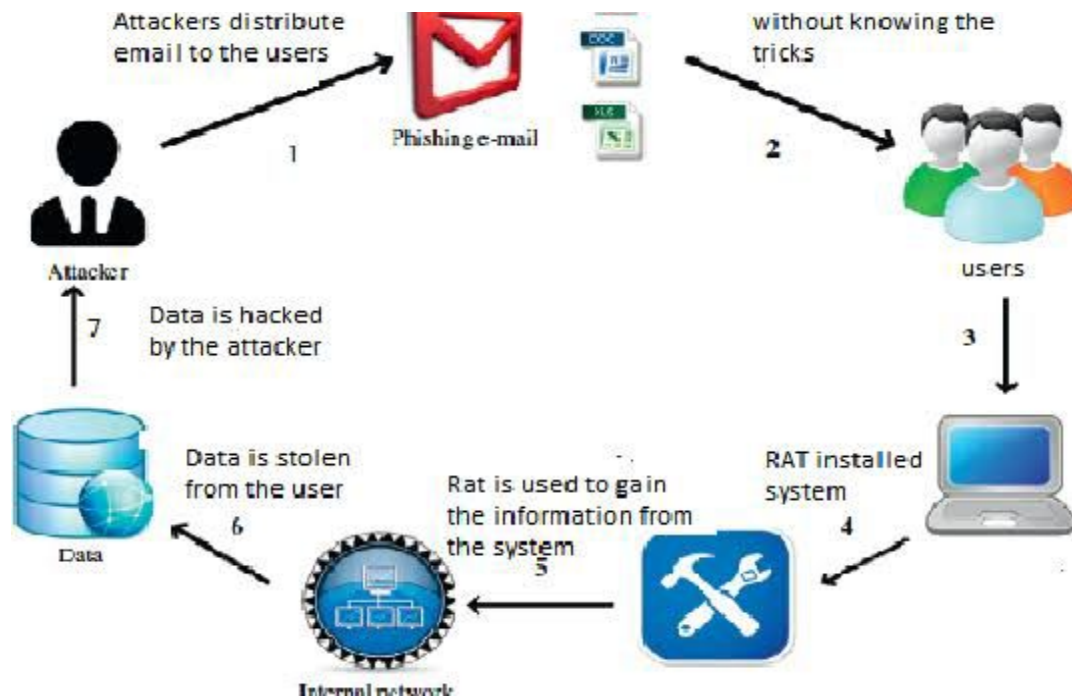 Attackers distribute
email to the users
without knowing the
tricks
DOC
1
Phishing e-mail
2
Attacker
users
7
Data is hacked
by the attacker
3
Data is stolen
from the user
6
Rat is used to gain
the information from
the system
5
RAT installed
system
4
Data
Internal network